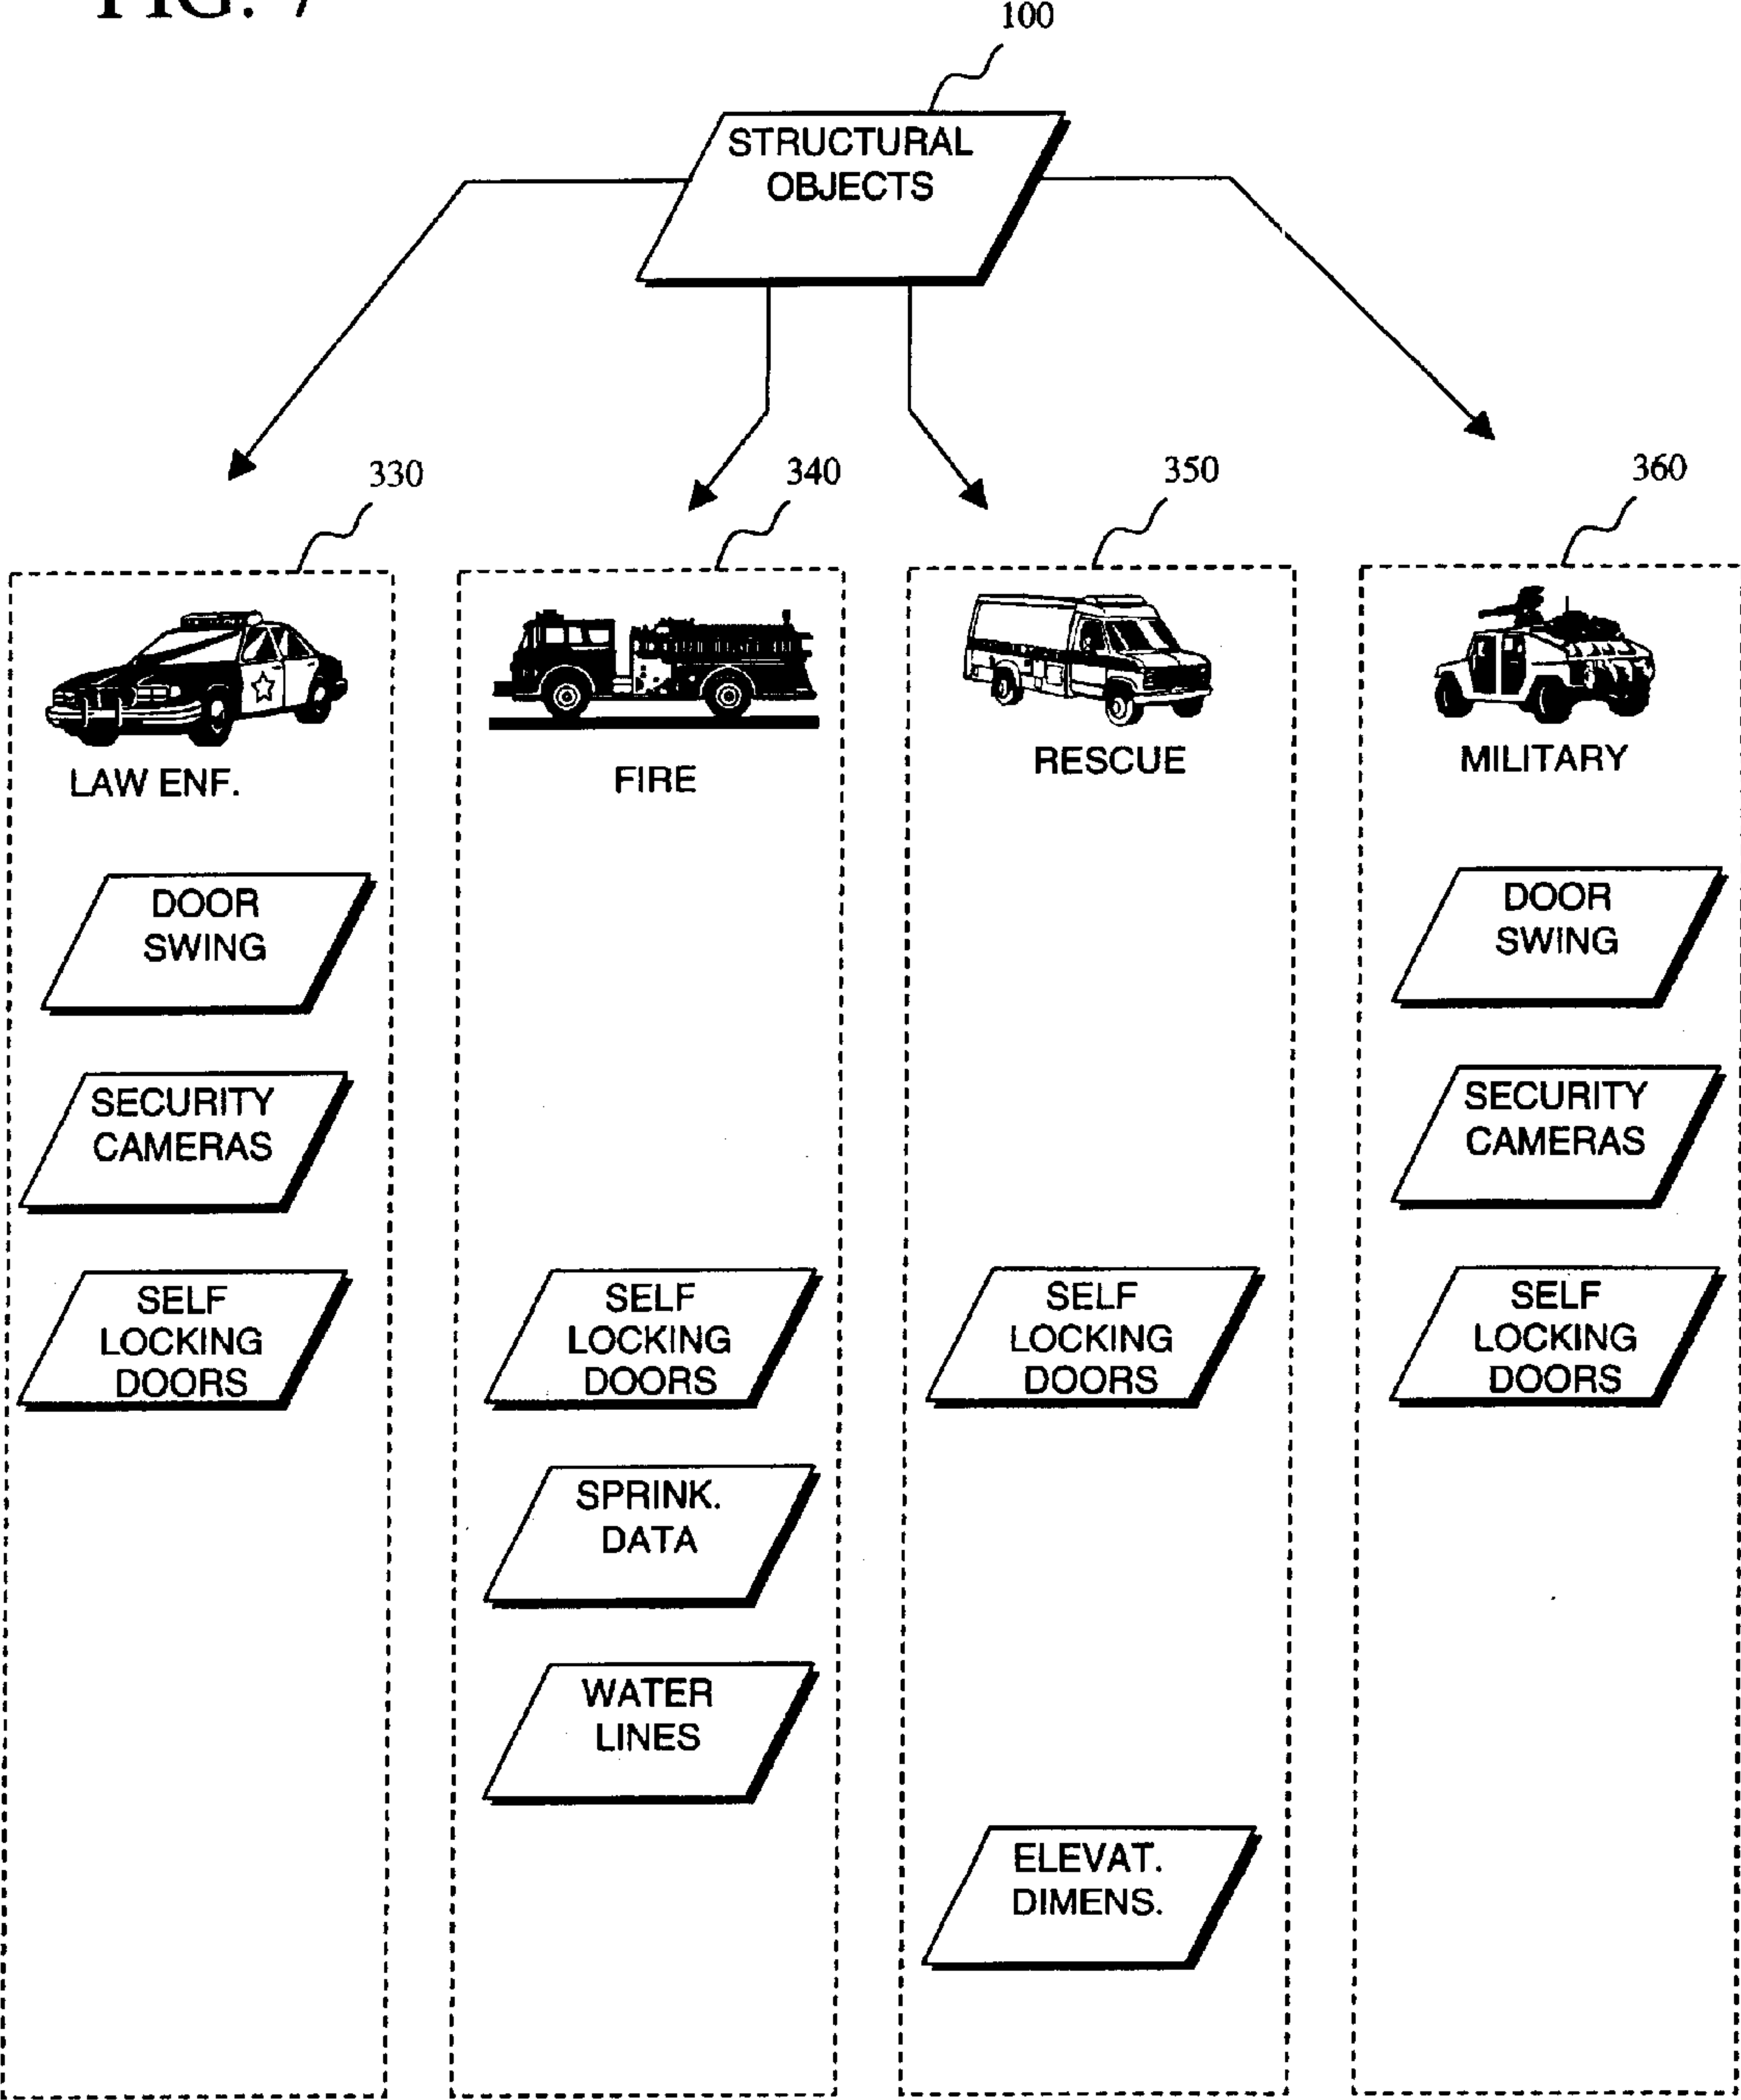 FIG. 7
100
STRUCTURAL
OBJECTS
330
340
350
360
LAW ENF.
FIRE
RESCUE
MILITARY
DOOR
SWING
SECURITY
CAMERAS
SELF
LOCKING
DOORS
SELF
LOCKING
DOORS
SPRINK.
DATA
WATER
LINES
SELF
LOCKING
DOORS
ELEVAT.
DIMENS.
DOOR
SWING
SECURITY
CAMERAS
SELF
LOCKING
DOORS